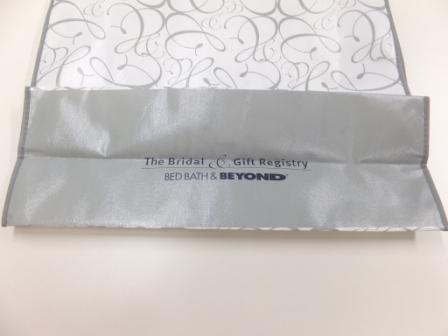 The Bridal & Gift Registry
BED BATH & BEYOND